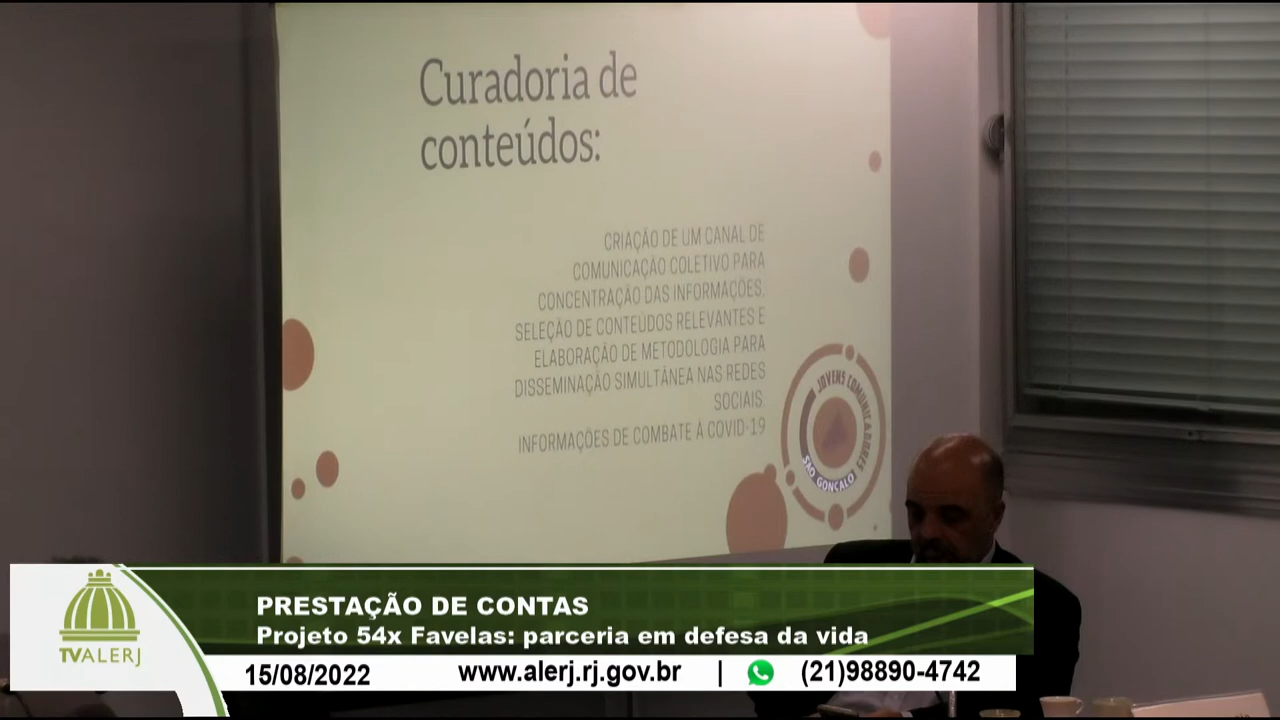 Curadoria de
conteúdos:
CRIAÇÃO DE UM CANAL DE
COMUNICAÇÃO COLETIVO PARA
CONCENTRAÇÃO DAS INFORMAÇÕES;
SELEÇÃO DE CONTEÚDOS RELEVANTES E
ELABORAÇÃO DE METODOLOGIA PARA
DISSEMINAÇÃO SIMULTÂNEA NAS REDES
SOCIAIS.
INFORMAÇÕES DE COMBATE À COVID-19
JOVENS COMUNICADORES
SÃO GONÇALO
PRESTAÇÃO DE CONTAS
Projeto 54x Favelas: parceria em defesa da vida
TVALERJ
15/08/2022 www.alerj.rj.gov.br | (21)98890-4742